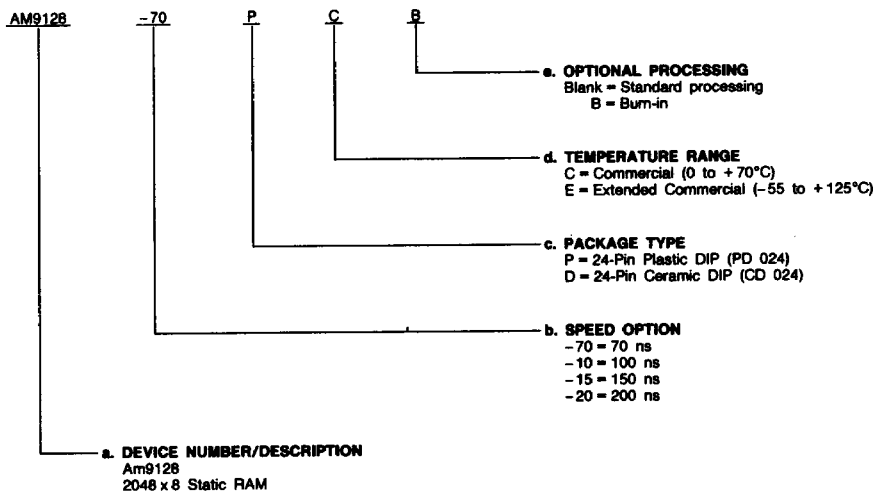 AM9128 -70 P C B
e. OPTIONAL PROCESSING
Blank = Standard processing
B = Burn-in
d. TEMPERATURE RANGE
C = Commercial (0 to +70°C)
E = Extended Commercial (-55 to +125°C)
c. PACKAGE TYPE
P = 24-Pin Plastic DIP (PD 024)
D = 24-Pin Ceramic DIP (CD 024)
b. SPEED OPTION
-70 = 70 ns
-10 = 100 ns
-15 = 150 ns
-20 = 200 ns
a. DEVICE NUMBER/DESCRIPTION
Am9128
2048 x 8 Static RAM